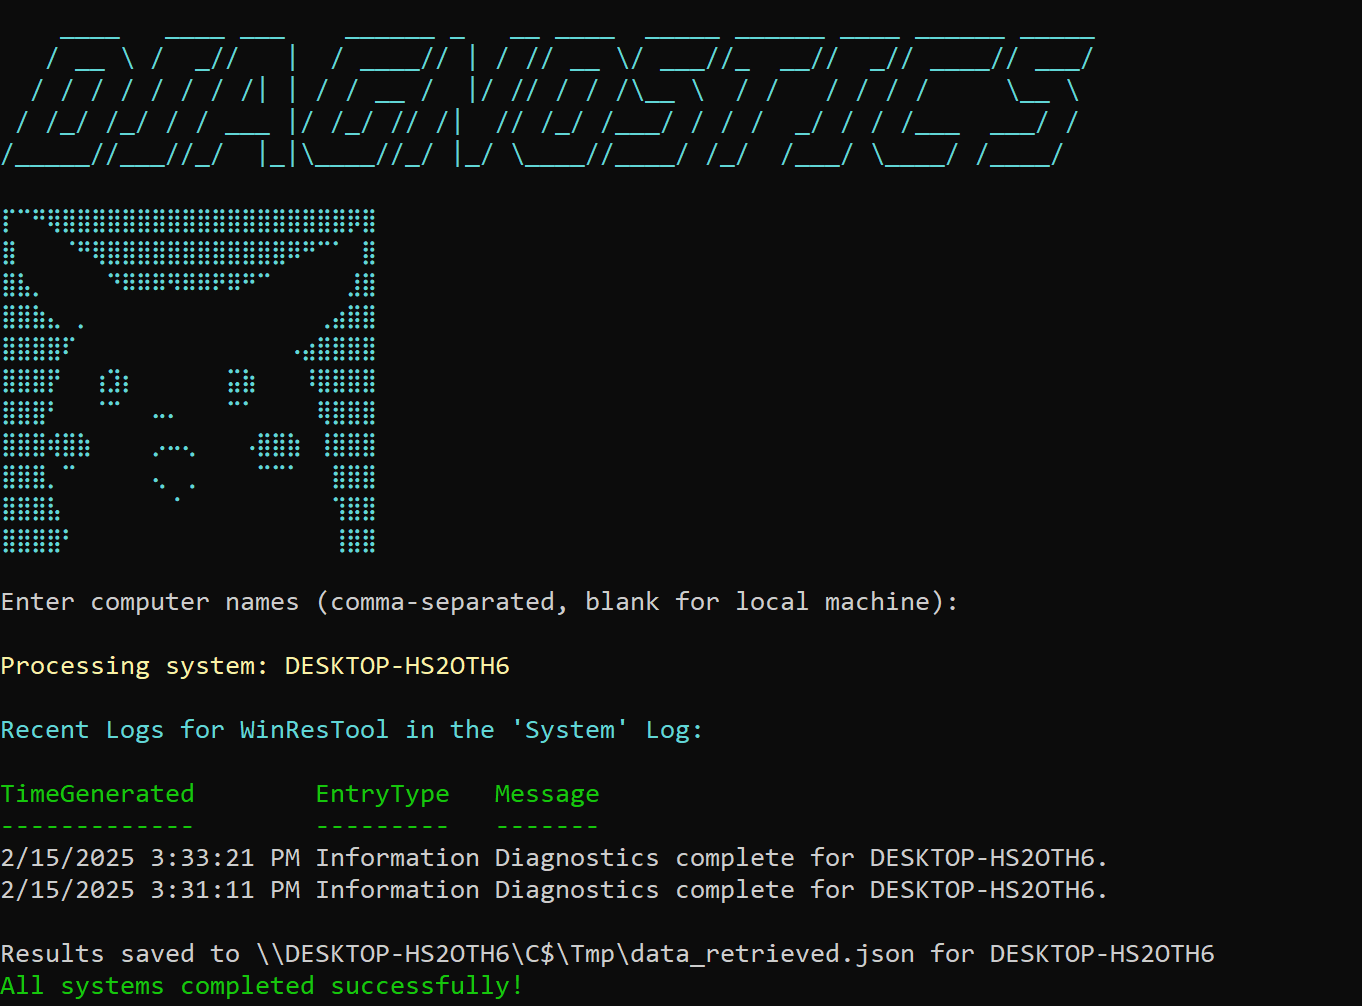 DIAGNOSTICS
Enter computer names (comma-separated, blank for local machine):
Processing system: DESKTOP-HS2OTH6
Recent Logs for WinResTool in the 'System' Log:
TimeGenerated        EntryType   Message
-------------        ---------   -------
2/15/2025 3:33:21 PM Information Diagnostics complete for DESKTOP-HS2OTH6.
2/15/2025 3:31:11 PM Information Diagnostics complete for DESKTOP-HS2OTH6.
Results saved to \\DESKTOP-HS2OTH6\C$\Tmp\data_retrieved.json for DESKTOP-HS2OTH6
All systems completed successfully!